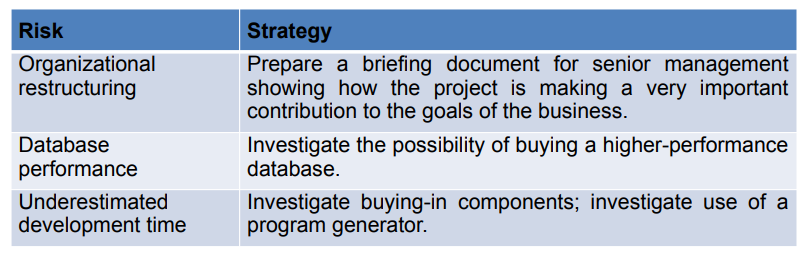 Risk Strategy
Organizational restructuring
Prepare a briefing document for senior management
showing how the project is making a very important
contribution to the goals of the business.
Database performance
Investigate the possibility of buying a higher-performance
database.
Underestimated development time
Investigate buying-in components; investigate use of a
program generator.